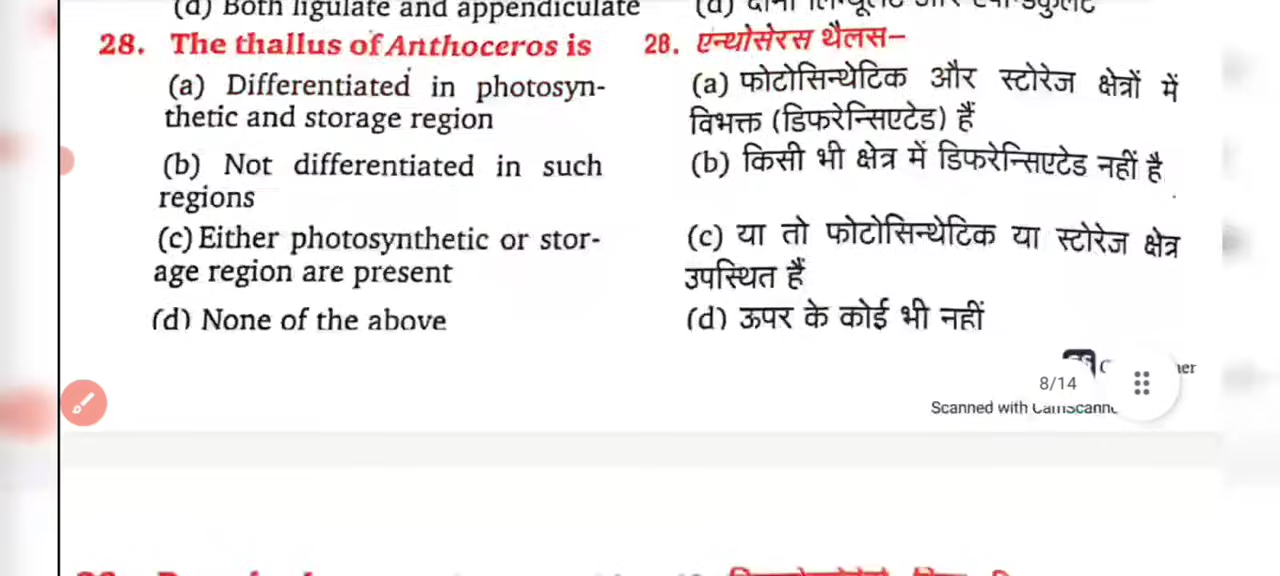 (d) Both ligulate and appendiculate
28. The thallus of Anthoceros is
(a) Differentiated in photosyn-
thetic and storage region
(b) Not differentiated in such
regions
(c) Either photosynthetic or stor-
age region are present
(d) None of the above
28. एन्थोसेरस थैलस–
(a) फोटोसिन्थेटिक और स्टोरेज क्षेत्रों में
विभक्त (डिफरेन्सिएटेड) हैं
(b) किसी भी क्षेत्र में डिफरेन्सिएटेड नहीं है
(c) या तो फोटोसिन्थेटिक या स्टोरेज क्षेत्र
उपस्थित हैं
(d) ऊपर के कोई भी नहीं
8/14
Scanned with